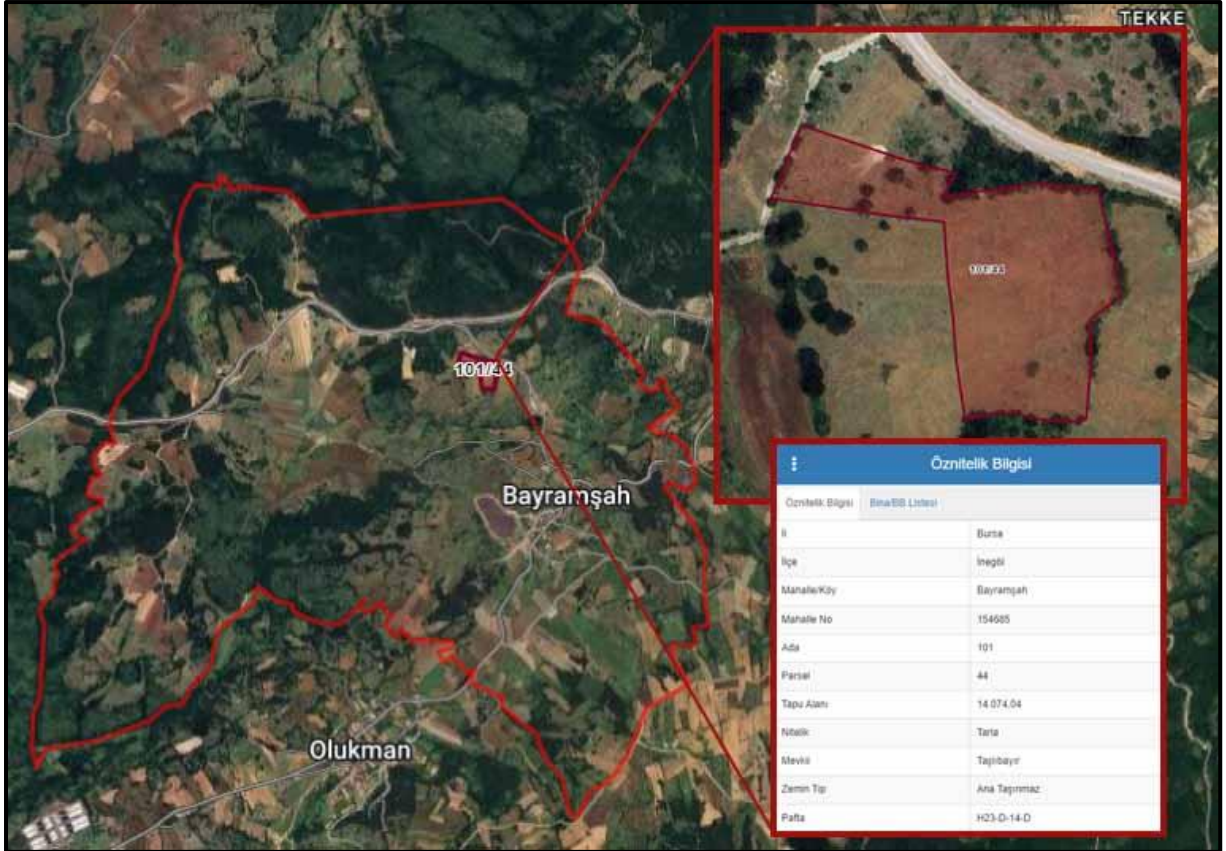 TEKKE
101/44
101/44
Bayramşah
Olukman
Öznitelik Bilgisi
Öznitelik Bilgisi Bina/BB Listesi
İl Bursa
İlçe İnegöl
Mahalle/Köy Bayramşah
Mahalle No 154685
Ada 101
Parsel 44
Tapu Alanı 14.074,04
Nitelik Tarla
Mevkii Taşlıbayır
Zemin Tip Ana Taşınmaz
Pafta H23-D-14-D